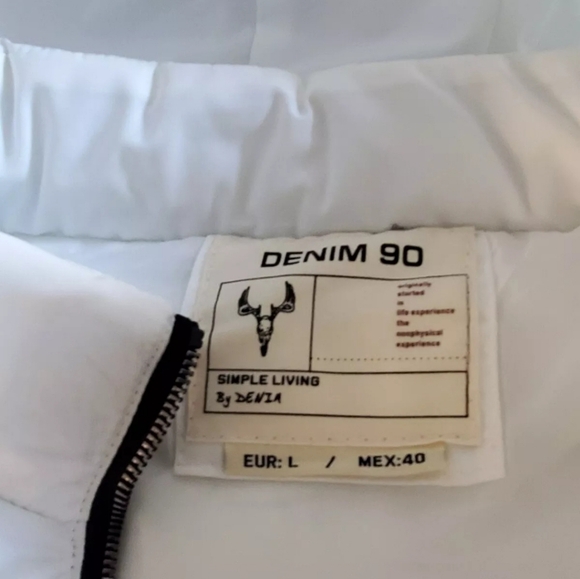 DENIM 90
originally
started
in
life experience
the
nonphysical
experience
SIMPLE LIVING
By DENIA
EUR: L / MEX:40